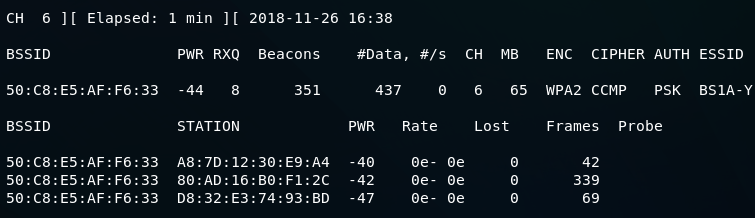 CH  6 ][ Elapsed: 1 min ][ 2018-11-26 16:38
BSSID              PWR RXQ  Beacons    #Data, #/s  CH  MB   ENC  CIPHER AUTH ESSID
50:C8:E5:AF:F6:33  -44   8      351      437    0   6   65  WPA2 CCMP   PSK  BS1A-Y
BSSID              STATION            PWR   Rate    Lost    Frames  Probe
50:C8:E5:AF:F6:33  A8:7D:12:30:E9:A4  -40    0e- 0e     0       42
50:C8:E5:AF:F6:33  80:AD:16:B0:F1:2C  -42    0e- 0e     0      339
50:C8:E5:AF:F6:33  D8:32:E3:74:93:BD  -47    0e- 0e     0       69